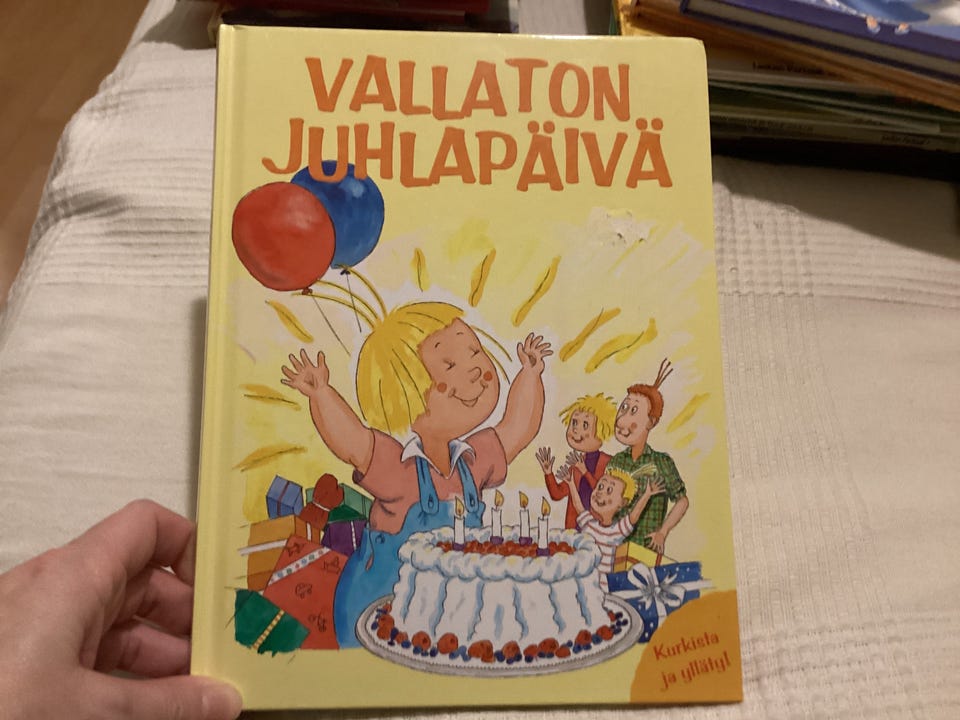 VALLATON
JUHLAPÄIVÄ
Kurkista
ja ylläty!